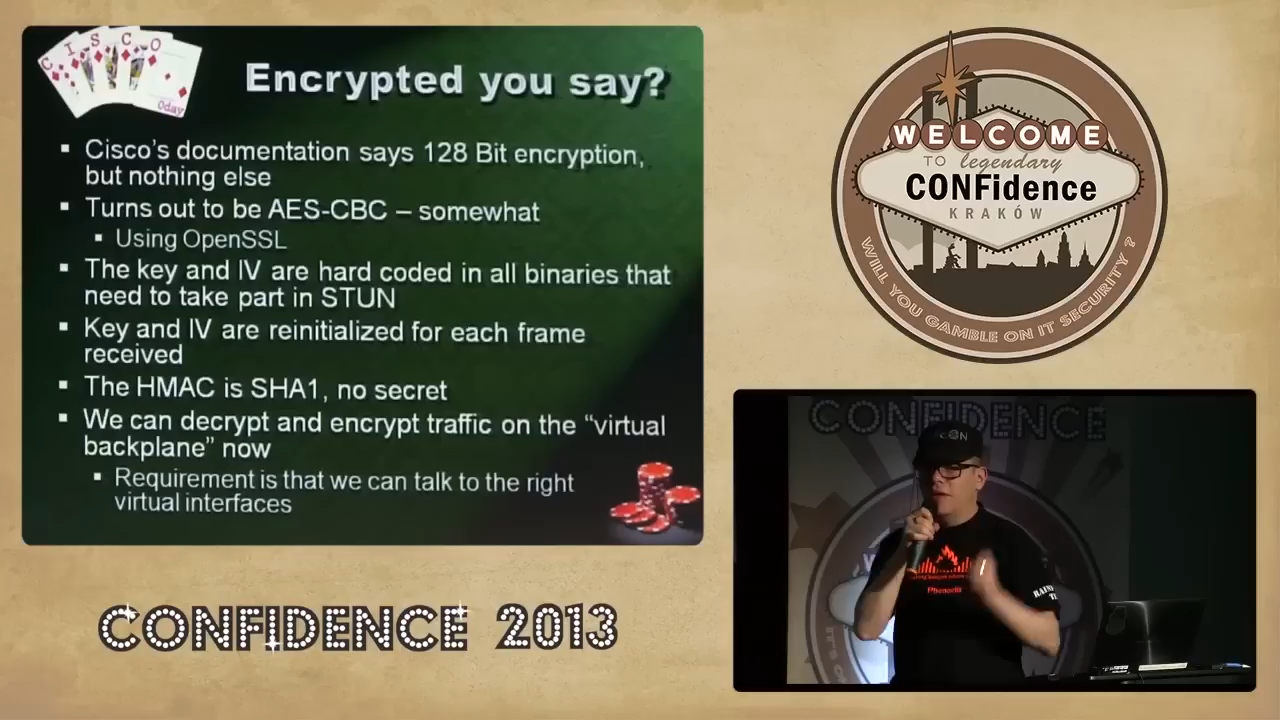 CISCO
0day
Encrypted you say?
Cisco's documentation says 128 Bit encryption,
but nothing else
Turns out to be AES-CBC – somewhat
Using OpenSSL
The key and IV are hard coded in all binaries that
need to take part in STUN
Key and IV are reinitialized for each frame
received
The HMAC is SHA1, no secret
We can decrypt and encrypt traffic on the “virtual
backplane” now
Requirement is that we can talk to the right
virtual interfaces
WELCOME
TO legendary
CONFidence
KRAKÓW
WILL YOU GAMBLE ON IT SECURITY ?
CONFIDENCE
Phenoelit
CONFIDENCE 2013